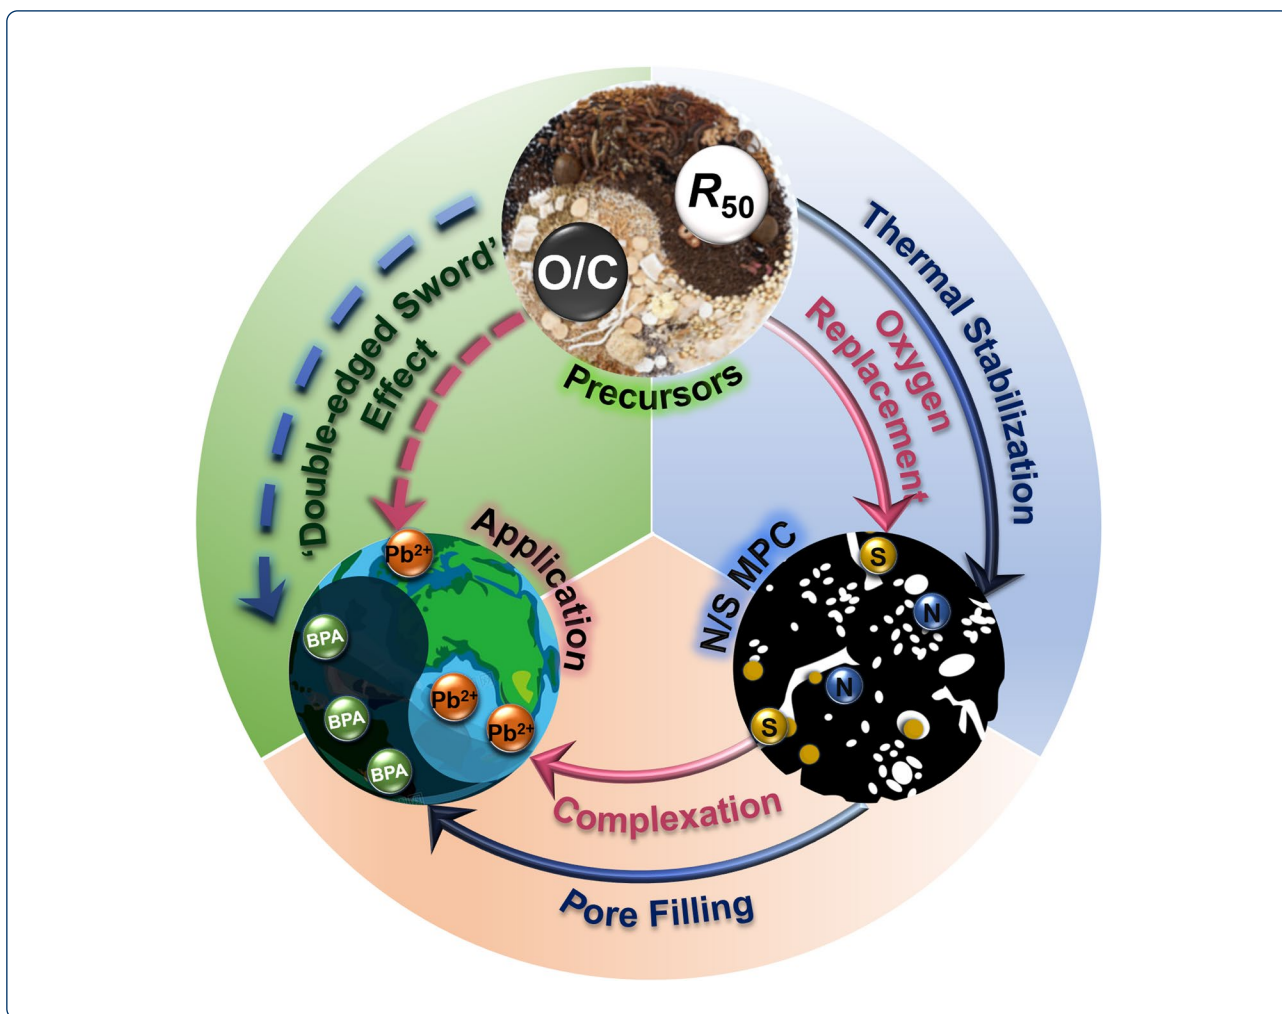 R50
O/C
Precursors
Thermal Stabilization
Oxygen
Replacement
'Double-edged Sword'
Effect
Application
N/S MPC
Pb2+
BPA
Pb2+
Pb2+
BPA
BPA
S
N
N
S
Complexation
Pore Filling